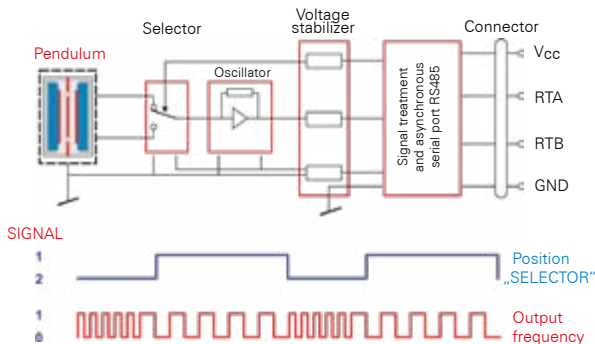 Voltage
stabilizer
Selector
Connector
Pendulum
Oscillator
Vcc
RTA
RTB
GND
Signal treatment
and asynchronous
serial port RS485
SIGNAL
1
2
Position
„SELECTOR“
1
0
Output
frequency